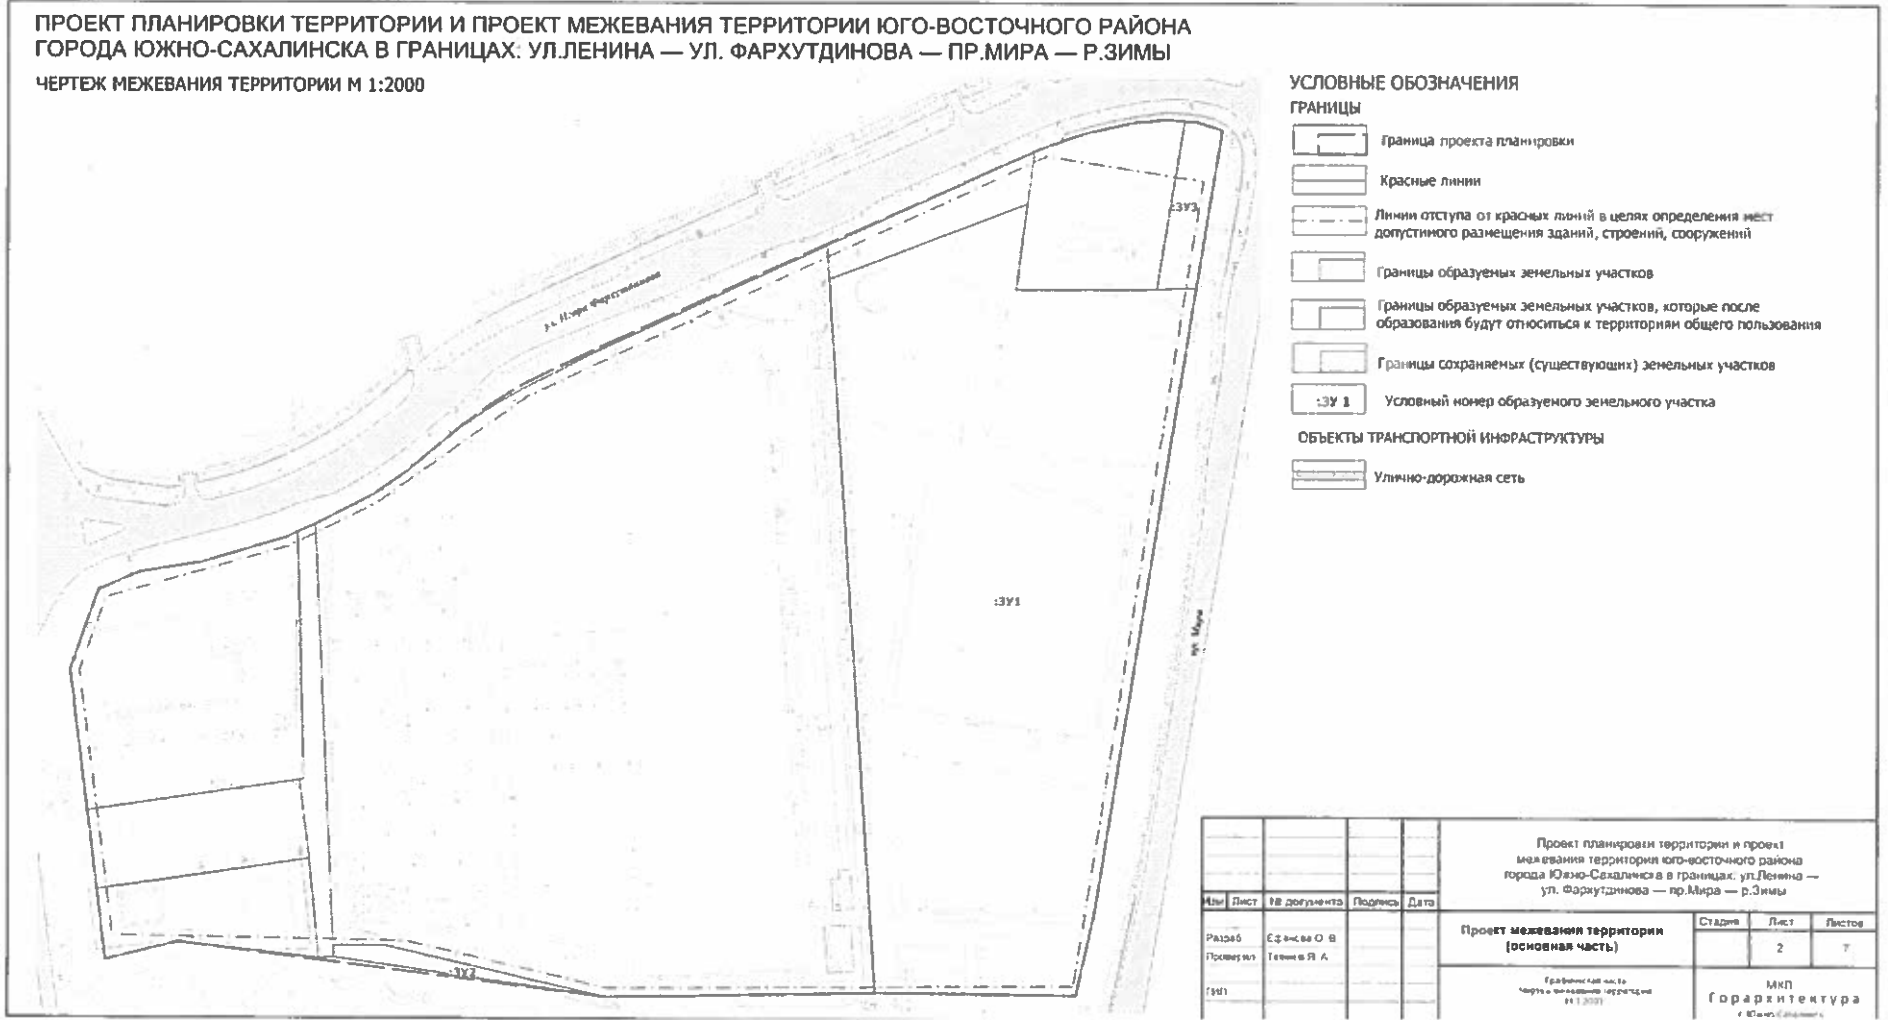 ПРОЕКТ ПЛАНИРОВКИ ТЕРРИТОРИИ И ПРОЕКТ МЕЖЕВАНИЯ ТЕРРИТОРИИ ЮГО-ВОСТОЧНОГО РАЙОНА
ГОРОДА ЮЖНО-САХАЛИНСКА В ГРАНИЦАХ: УЛ.ЛЕНИНА — УЛ. ФАРХУТДИНОВА — ПР.МИРА — Р.ЗИМЫ
ЧЕРТЕЖ МЕЖЕВАНИЯ ТЕРРИТОРИИ М 1:2000
УСЛОВНЫЕ ОБОЗНАЧЕНИЯ
ГРАНИЦЫ
Граница проекта планировки
Красные линии
Линии отступа от красных линий в целях определения мест
допустимого размещения зданий, строений, сооружений
Границы образуемых земельных участков
Границы образуемых земельных участков, которые после
образования будут относиться к территориям общего пользования
Границы сохраняемых (существующих) земельных участков
:ЗУ 1
Условный номер образуемого земельного участка
ОБЪЕКТЫ ТРАНСПОРТНОЙ ИНФРАСТРУКТУРЫ
Улично-дорожная сеть
:ЗУ3
:ЗУ1
:ЗУ2
Мира
Проект планировки территории и проект
межевания территории юго-восточного района
города Южно-Сахалинска в границах: ул.Ленина —
ул. Фархутдинова — пр.Мира — р.Зимы
Изм Лист № документа Подпись Дата
Разраб
Проверил
ГИП
Проект межевания территории
(основная часть)
Стадия Лист Листов
2 7
МКП
Горархитектура